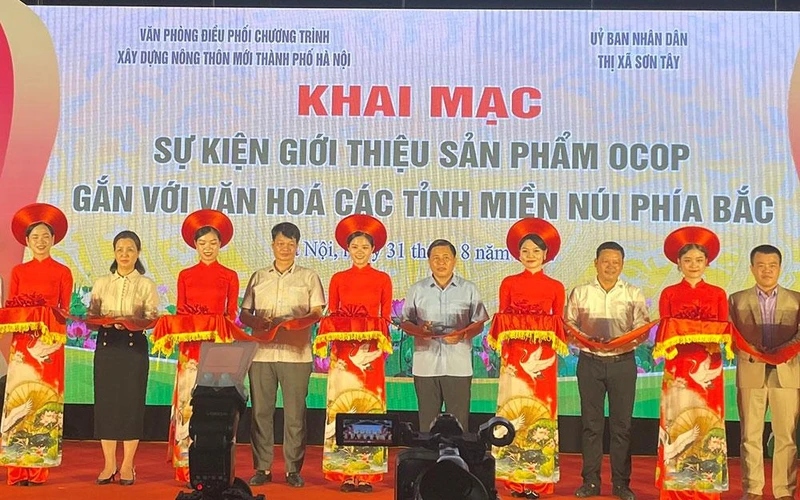 VĂN PHÒNG ĐIỀU PHỐI CHƯƠNG TRÌNH
XÂY DỰNG NÔNG THÔN MỚI THÀNH PHỐ HÀ NỘI
UỶ BAN NHÂN DÂN
THỊ XÃ SƠN TÂY
KHAI MẠC
SỰ KIỆN GIỚI THIỆU SẢN PHẨM OCOP
GẮN VỚI VĂN HOÁ CÁC TỈNH MIỀN NÚI PHÍA BẮC
Nội, 31 8 năm